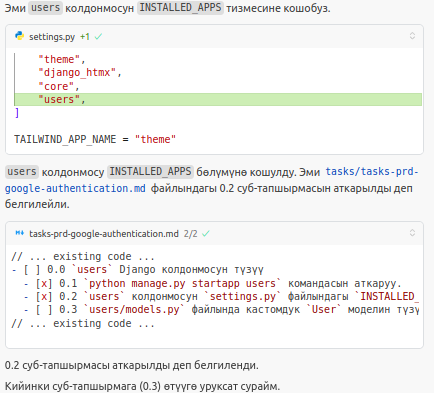 Эми users колдонмосун INSTALLED_APPS тизмесине кошобуз.
settings.py +1
"theme",
"django_htmx",
"core",
"users",
]
TAILWIND_APP_NAME = "theme"
users колдонмосу INSTALLED_APPS бөлүмүнө кошулду. Эми tasks/tasks-prd-
google-authentication.md файлындагы 0.2 суб-тапшырмасын аткарылды деп
белгилейли.
tasks-prd-google-authentication.md 2/2
// ... existing code ...
- [ ] 0.0 `users` Django колдонмосун түзүү
- [x] 0.1 `python manage.py startapp users` командасын аткаруу.
- [x] 0.2 `users` колдонмосун `settings.py` файлындагы `INSTALLED_
- [ ] 0.3 `users/models.py` файлында кастомдук `User` моделин түзү
// ... existing code ...
0.2 суб-тапшырмасы аткарылды деп белгиленди.
Кийинки суб-тапшырмага (0.3) өтүүгө уруксат сурайм.